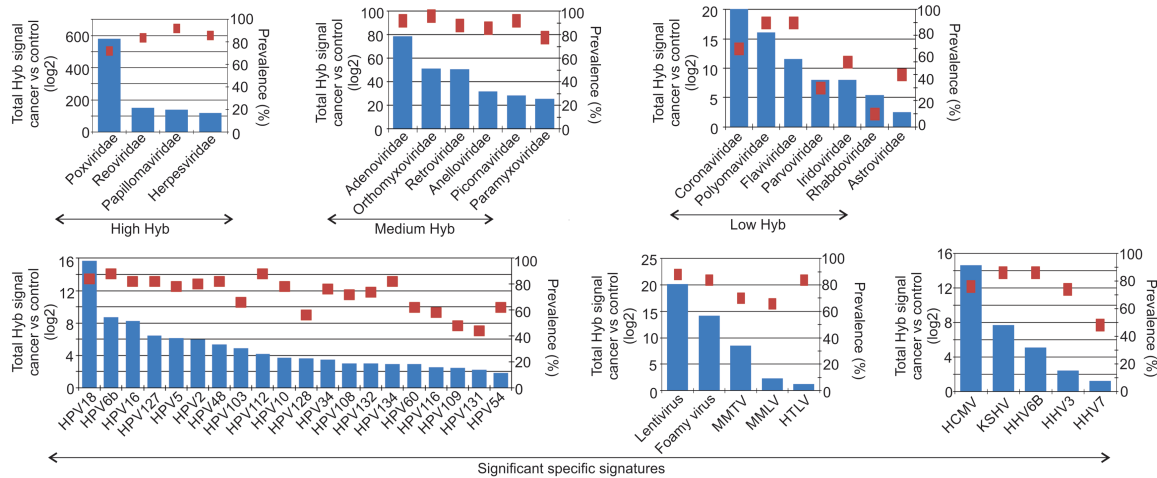 Total Hyb signal
cancer vs control
(log2)
600
400
200
0
100
80
60
40
20
0
Prevalence (%)
Poxviridae
Reoviridae
Papillomaviridae
Herpesviridae
High Hyb
Total Hyb signal
cancer vs control
(log2)
100
80
60
40
20
0
100
80
60
40
20
0
Prevalence (%)
Adenoviridae
Orthomyxoviridae
Retroviridae
Anelloviridae
Picornaviridae
Paramyxoviridae
Medium Hyb
Total Hyb signal
cancer vs control
(log2)
20
15
10
5
0
100
80
60
40
20
0
Prevalence (%)
Coronaviridae
Polyomaviridae
Flaviviridae
Parvoviridae
Iridoviridae
Rhabdoviridae
Astroviridae
Low Hyb
Total Hyb signal
cancer vs control
(log2)
16
12
8
4
0
100
80
60
40
20
0
Prevalence (%)
HPV18
HPV6b
HPV16
HPV127
HPV5
HPV2
HPV48
HPV103
HPV112
HPV10
HPV128
HPV34
HPV108
HPV132
HPV134
HPV60
HPV116
HPV109
HPV131
HPV54
Total Hyb signal
cancer vs control
(log2)
25
20
15
10
5
0
100
80
60
40
20
0
Prevalence (%)
Lentivirus
Foamy virus
MMTV
MMLV
HTLV
Total Hyb signal
cancer vs control
(log2)
16
12
8
4
0
100
80
60
40
20
0
Prevalence (%)
HCMV
KSHV
HHV6B
HHV3
HHV7
Significant specific signatures